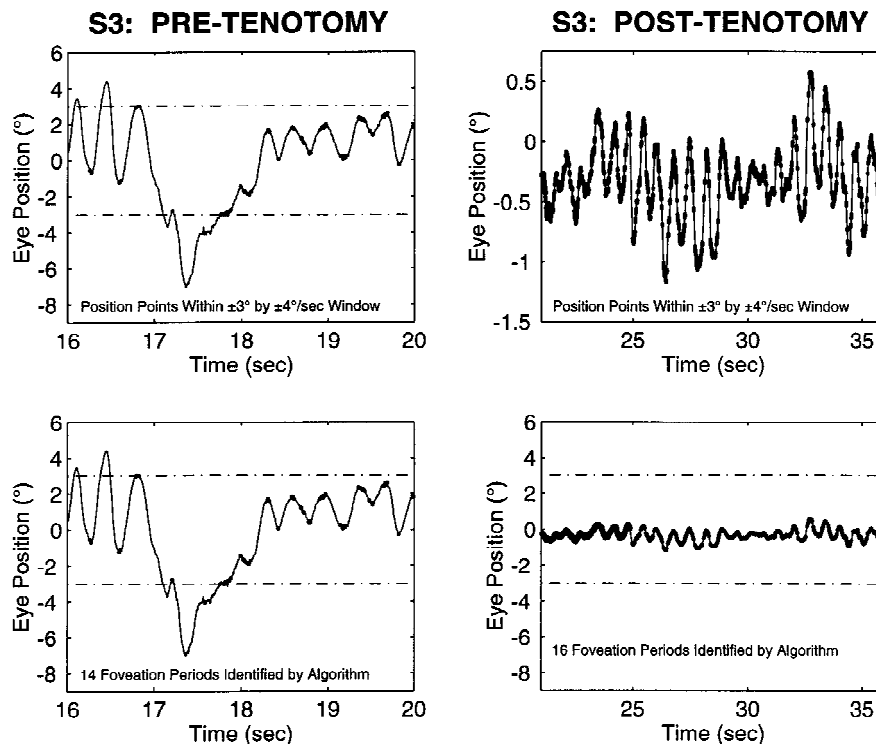 S3: PRE-TENOTOMY
S3: POST-TENOTOMY
6
4
2
0
-2
-4
-6
-8
Eye Position (°)
Position Points Within ±3° by ±4°/sec Window
16 17 18 19 20
Time (sec)
0.5
0
-0.5
-1
-1.5
Eye Position (°)
Position Points Within ±3° by ±4°/sec Window
25 30 35
Time (sec)
6
4
2
0
-2
-4
-6
-8
Eye Position (°)
14 Foveation Periods Identified by Algorithm
16 17 18 19 20
Time (sec)
6
4
2
0
-2
-4
-6
-8
Eye Position (°)
16 Foveation Periods Identified by Algorithm
25 30 35
Time (sec)